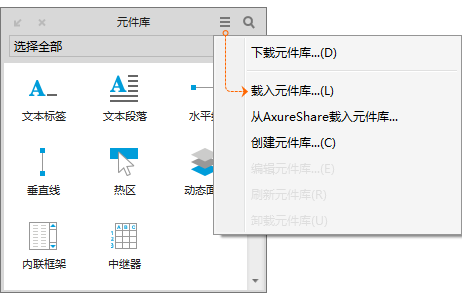 元件库
选择全部
文本标签
文本段落
水平
垂直线
热区
动态面
内联框架
中继器
下载元件库...(D)
载入元件库...(L)
从AxureShare载入元件库...
创建元件库...(C)
编辑元件库...(E)
刷新元件库(R)
卸载元件库(U)